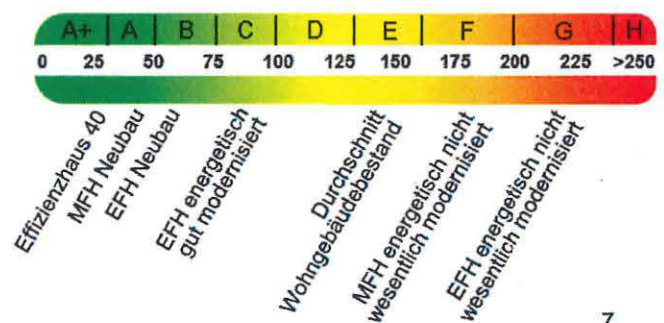 A+ A B C D E F G H
0 25 50 75 100 125 150 175 200 225 >250
Effizienzhaus 40
MFH Neubau
EFH Neubau
EFH energetisch
gut modernisiert
Durchschnitt
Wohngebäudebestand
MFH energetisch nicht
wesentlich modernisiert
EFH energetisch nicht
wesentlich modernisiert
7